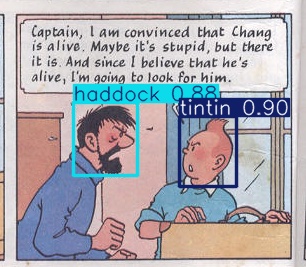 Captain, I am convinced that Chang
is alive. Maybe it's stupid, but there
it is. And since I believe that he's
alive, I'm going to look for him.
haddock 0.88
tintin 0.90